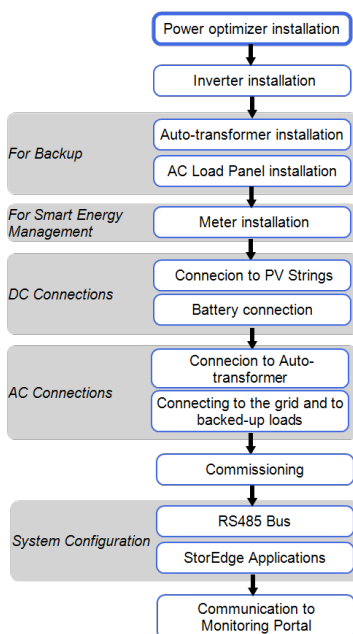 Power optimizer installation
Inverter installation
For Backup
Auto-transformer installation
AC Load Panel installation
For Smart Energy
Management
Meter installation
DC Connections
Connecion to PV Strings
Battery connection
AC Connections
Connecion to Auto-
transformer
Connecting to the grid and to
backed-up loads
Commissioning
System Configuration
RS485 Bus
StorEdge Applications
Communication to
Monitoring Portal